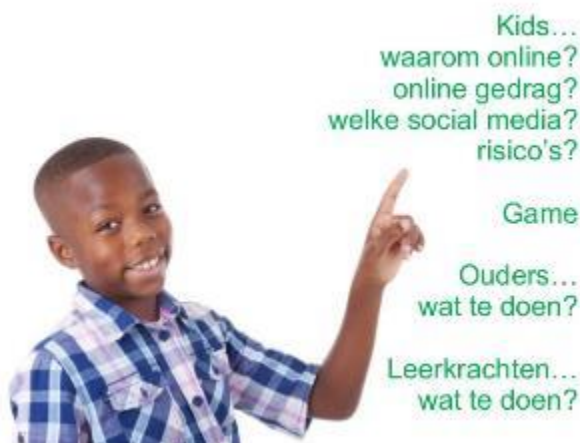 Kids...
waarom online?
online gedrag?
welke social media?
risico's?
Game
Ouders...
wat te doen?
Leerkrachten...
wat te doen?